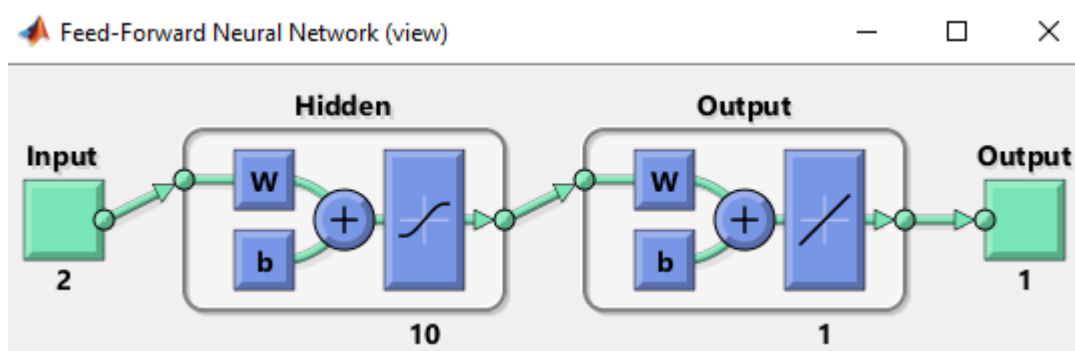 Feed-Forward Neural Network (view)
Hidden
Output
Input
Output
W
W
b
b
2
1
10
1